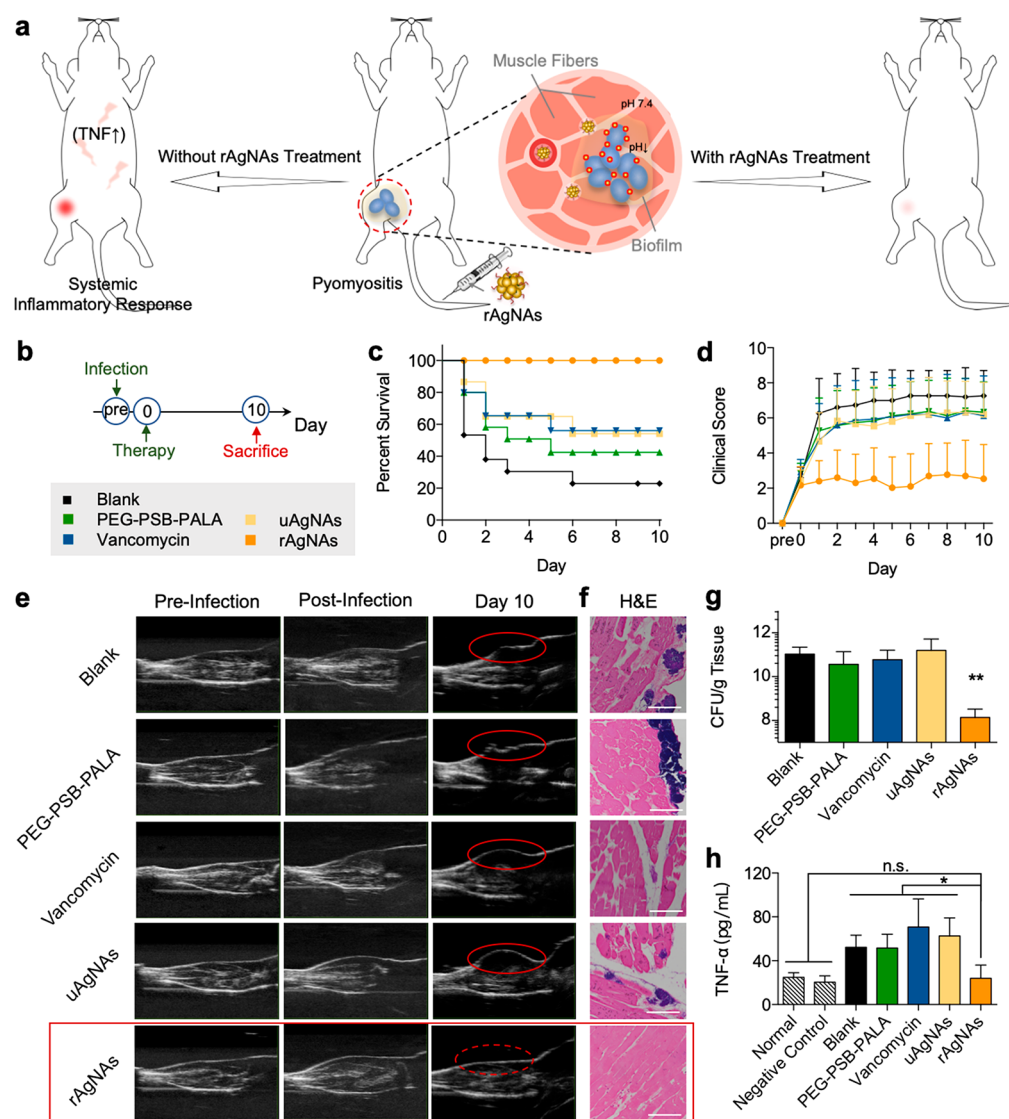 a
Muscle Fibers
pH 7.4
pH↓
(TNF↑)
Without rAgNAs Treatment
With rAgNAs Treatment
Biofilm
Systemic
Inflammatory Response
Pyomyositis
rAgNAs
b
Infection
pre
0
10
Day
Therapy
Sacrifice
Blank
PEG-PSB-PALA
Vancomycin
uAgNAs
rAgNAs
c
Percent Survival
100
80
60
40
20
0
0 2 4 6 8 10
Day
d
Clinical Score
10
8
6
4
2
0
pre 0 2 4 6 8 10
Day
e
Pre-Infection
Post-Infection
Day 10
Blank
PEG-PSB-PALA
Vancomycin
uAgNAs
rAgNAs
f
H&E
g
CFU/g Tissue
12
10
8
**
Blank
PEG-PSB-PALA
Vancomycin
uAgNAs
rAgNAs
h
TNF-α (pg/mL)
120
80
40
0
n.s.
*
Normal
Negative Control
Blank
PEG-PSB-PALA
Vancomycin
uAgNAs
rAgNAs